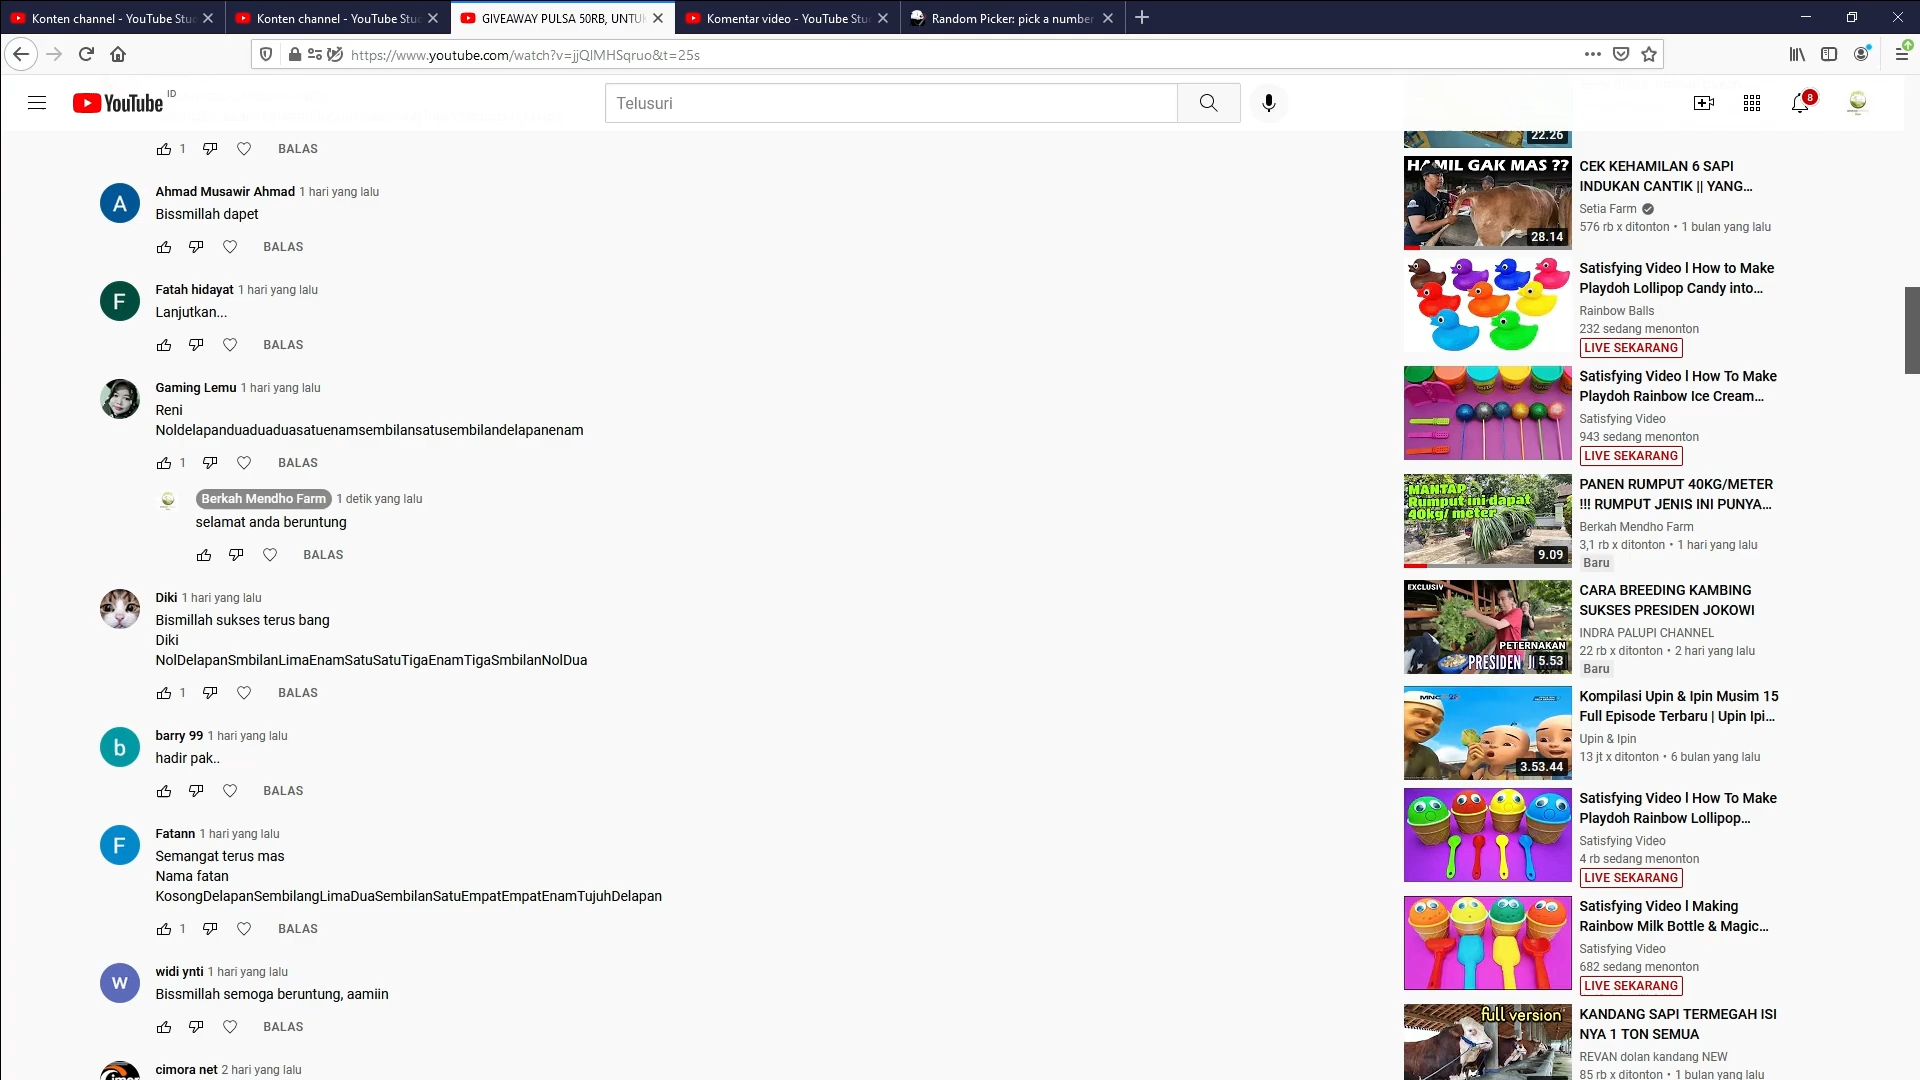 Konten channel - YouTube Stu
Konten channel - YouTube Stu
GIVEAWAY PULSA 50RB, UNTUK
Komentar video - YouTube Stu
Random Picker: pick a number
https://www.youtube.com/watch?v=jjQlMHSqruo&t=25s
YouTube ID
Telusuri
8
1 BALAS
Ahmad Musawir Ahmad 1 hari yang lalu
Bissmillah dapet
BALAS
Fatah hidayat 1 hari yang lalu
Lanjutkan...
BALAS
Gaming Lemu 1 hari yang lalu
Reni
Noldelapanduaduaduasatuenamsembilansatusembilandelapanenam
1 BALAS
Berkah Mendho Farm 1 detik yang lalu
selamat anda beruntung
BALAS
Diki 1 hari yang lalu
Bismillah sukses terus bang
Diki
NolDelapanSmbilanLimaEnamSatuSatuTigaEnamTigaSmbilanNolDua
1 BALAS
barry 99 1 hari yang lalu
hadir pak..
BALAS
Fatann 1 hari yang lalu
Semangat terus mas
Nama fatan
KosongDelapanSembilangLimaDuaSembilanSatuEmpatEmpatEnamTujuhDelapan
1 BALAS
widi ynti 1 hari yang lalu
Bissmillah semoga beruntung, aamiin
BALAS
cimora net 2 hari yang lalu
22.26
HAMIL GAK MAS ??
28.14
CEK KEHAMILAN 6 SAPI
INDUKAN CANTIK || YANG...
Setia Farm
576 rb x ditonton • 1 bulan yang lalu
Satisfying Video l How to Make
Playdoh Lollipop Candy into...
Rainbow Balls
232 sedang menonton
LIVE SEKARANG
Satisfying Video l How To Make
Playdoh Rainbow Ice Cream...
Satisfying Video
943 sedang menonton
LIVE SEKARANG
MANTAP
Rumput ini dapat
40kg/ meter
9.09
PANEN RUMPUT 40KG/METER
!!! RUMPUT JENIS INI PUNYA...
Berkah Mendho Farm
3,1 rb x ditonton • 1 hari yang lalu
Baru
EXCLUSIV
PETERNAKAN
PRESIDEN J
5.53
CARA BREEDING KAMBING
SUKSES PRESIDEN JOKOWI
INDRA PALUPI CHANNEL
22 rb x ditonton • 2 hari yang lalu
Baru
3.53.44
Kompilasi Upin & Ipin Musim 15
Full Episode Terbaru | Upin Ipi...
Upin & Ipin
13 jt x ditonton • 6 bulan yang lalu
Satisfying Video l How To Make
Playdoh Rainbow Lollipop...
Satisfying Video
4 rb sedang menonton
LIVE SEKARANG
Satisfying Video l Making
Rainbow Milk Bottle & Magic...
Satisfying Video
682 sedang menonton
LIVE SEKARANG
full version
KANDANG SAPI TERMEGAH ISI
NYA 1 TON SEMUA
REVAN dolan kandang NEW
85 rb x ditonton • 1 bulan yang lalu